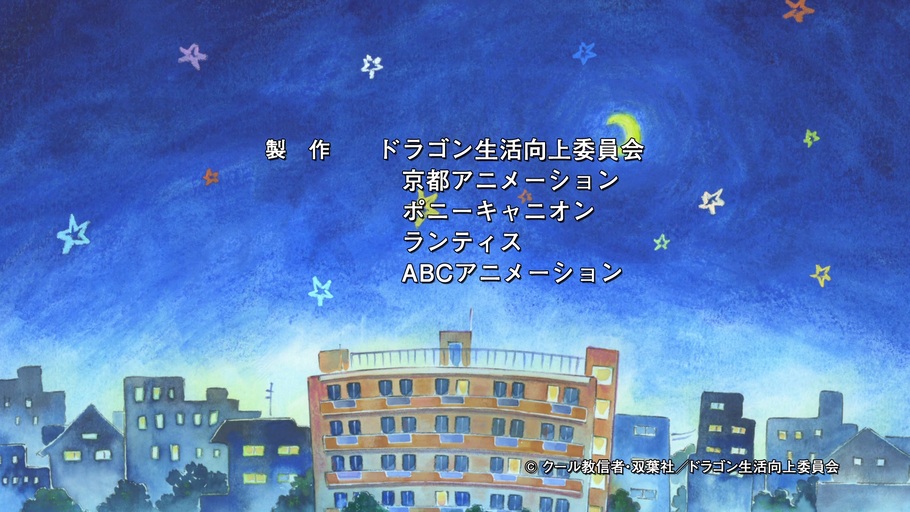 製　作　ドラゴン生活向上委員会
京都アニメーション
ポニーキャニオン
ランティス
ABCアニメーション
© クール教信者・双葉社／ドラゴン生活向上委員会